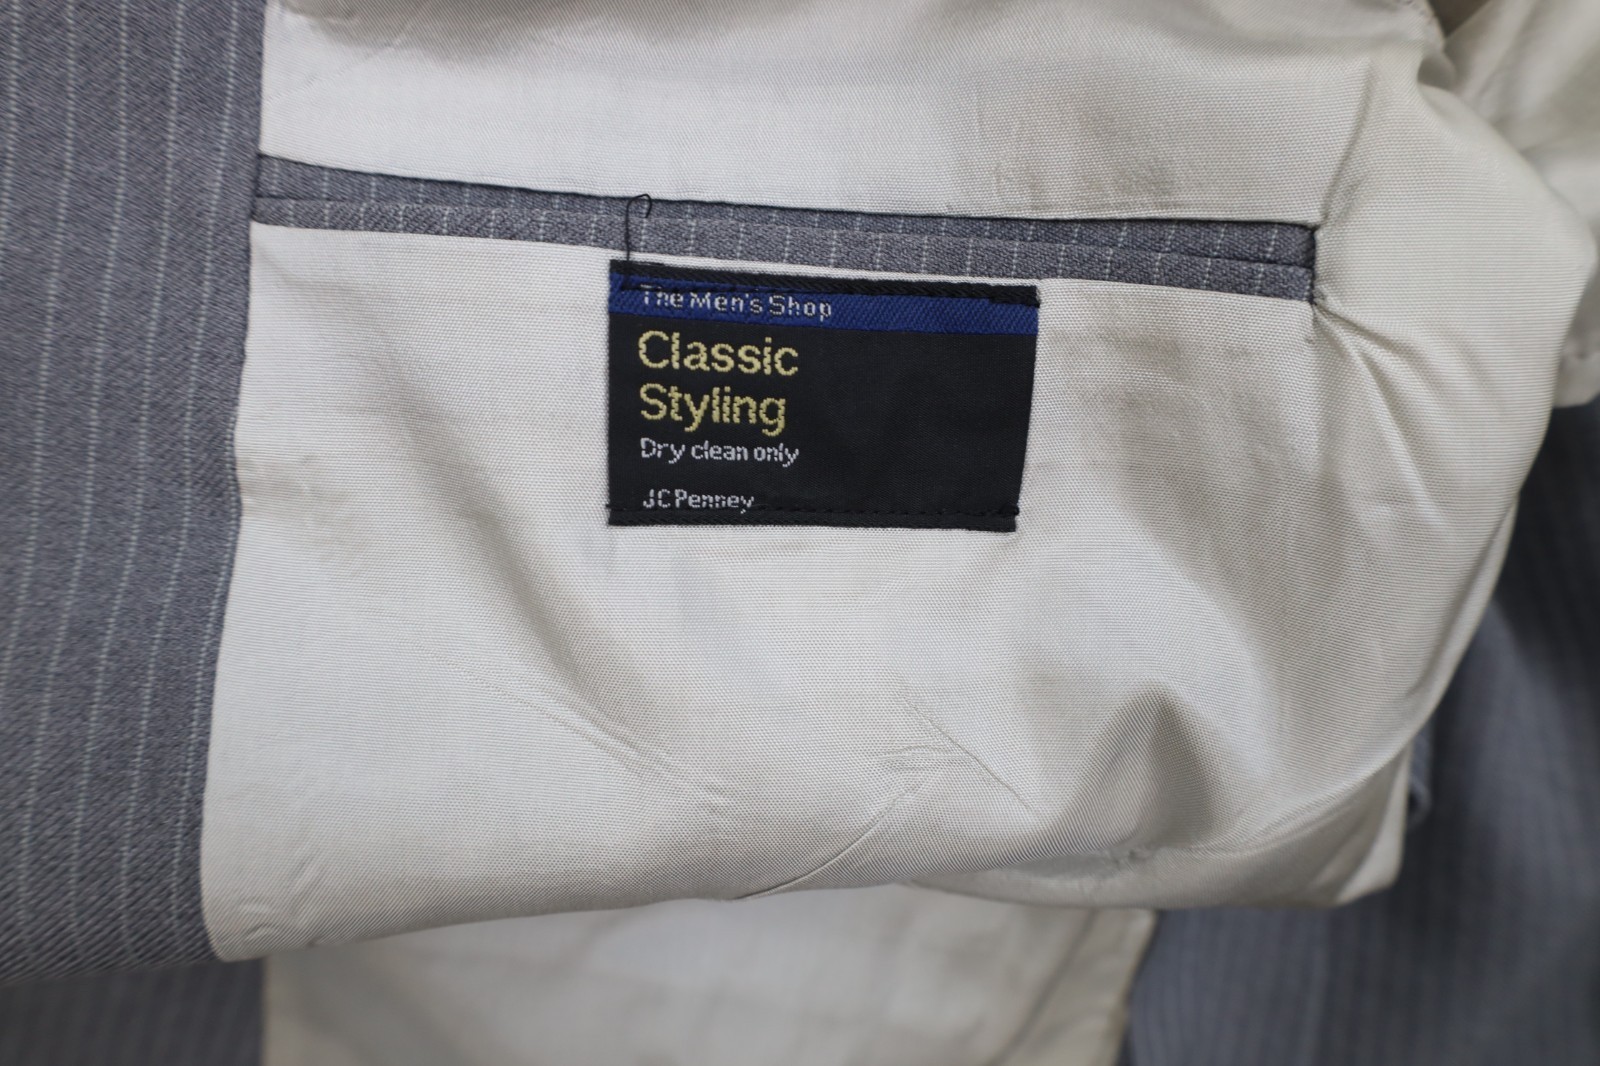 The Men's Shop
Classic
Styling
Dry clean only
JCPenney